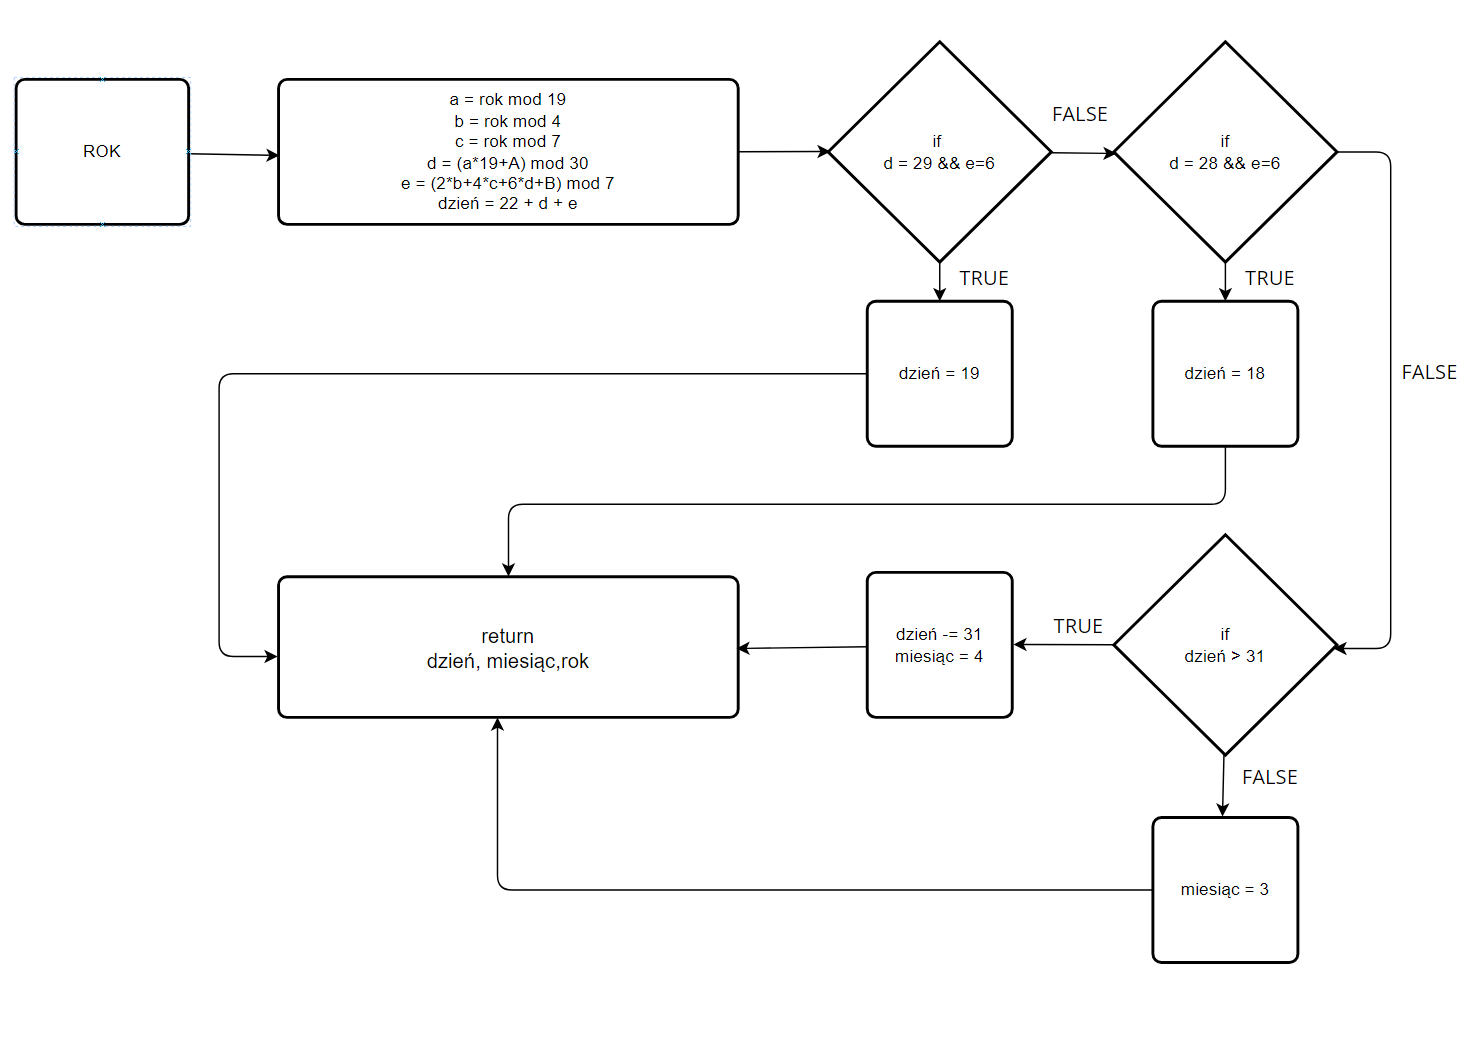 ROK
a = rok mod 19
b = rok mod 4
c = rok mod 7
d = (a*19+A) mod 30
e = (2*b+4*c+6*d+B) mod 7
dzień = 22 + d + e
if
d = 29 && e=6
FALSE
if
d = 28 && e=6
TRUE
TRUE
dzień = 19
dzień = 18
FALSE
return
dzień, miesiąc,rok
dzień -= 31
miesiąc = 4
TRUE
if
dzień > 31
FALSE
miesiąc = 3